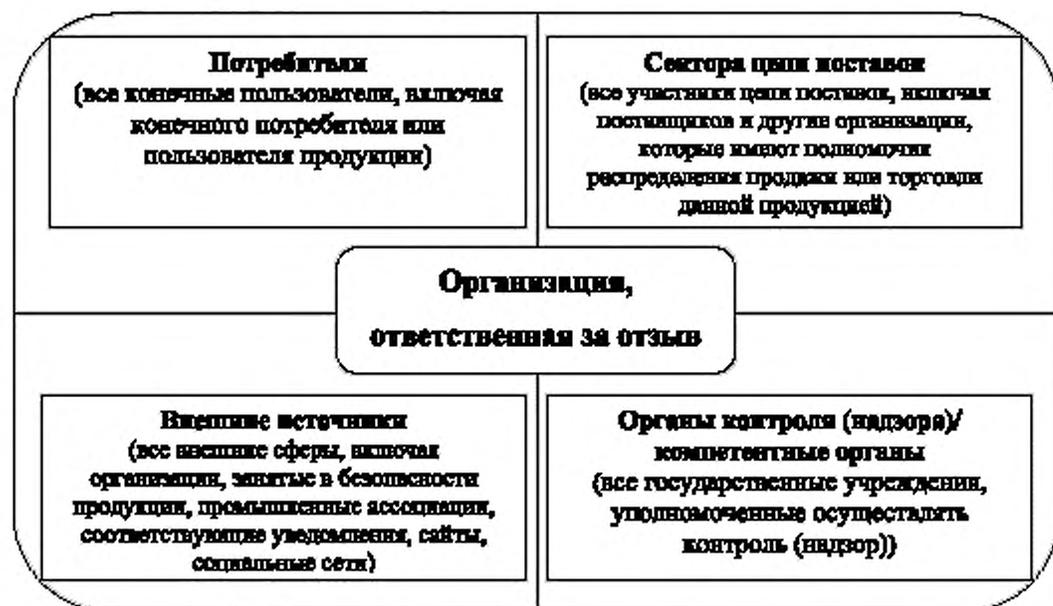 Потребители
(все конечные пользователи, включая
конечного потребителя или
пользователя продукции)
Сектора цепи поставок
(все участники цепи поставок, включая
поставщиков и другие организации,
которые имеют полномочия
распределения продажи или торговли
данной продукцией)
Организация,
ответственная за отзыв
Внешние источники
(все внешние сферы, включая
организации, занятые в безопасности
продукции, промышленные ассоциации,
соответствующие уведомления, сайты,
социальные сети)
Органы контроля (надзора)/
компетентные органы
(все государственные учреждения,
уполномоченные осуществлять
контроль (надзор))